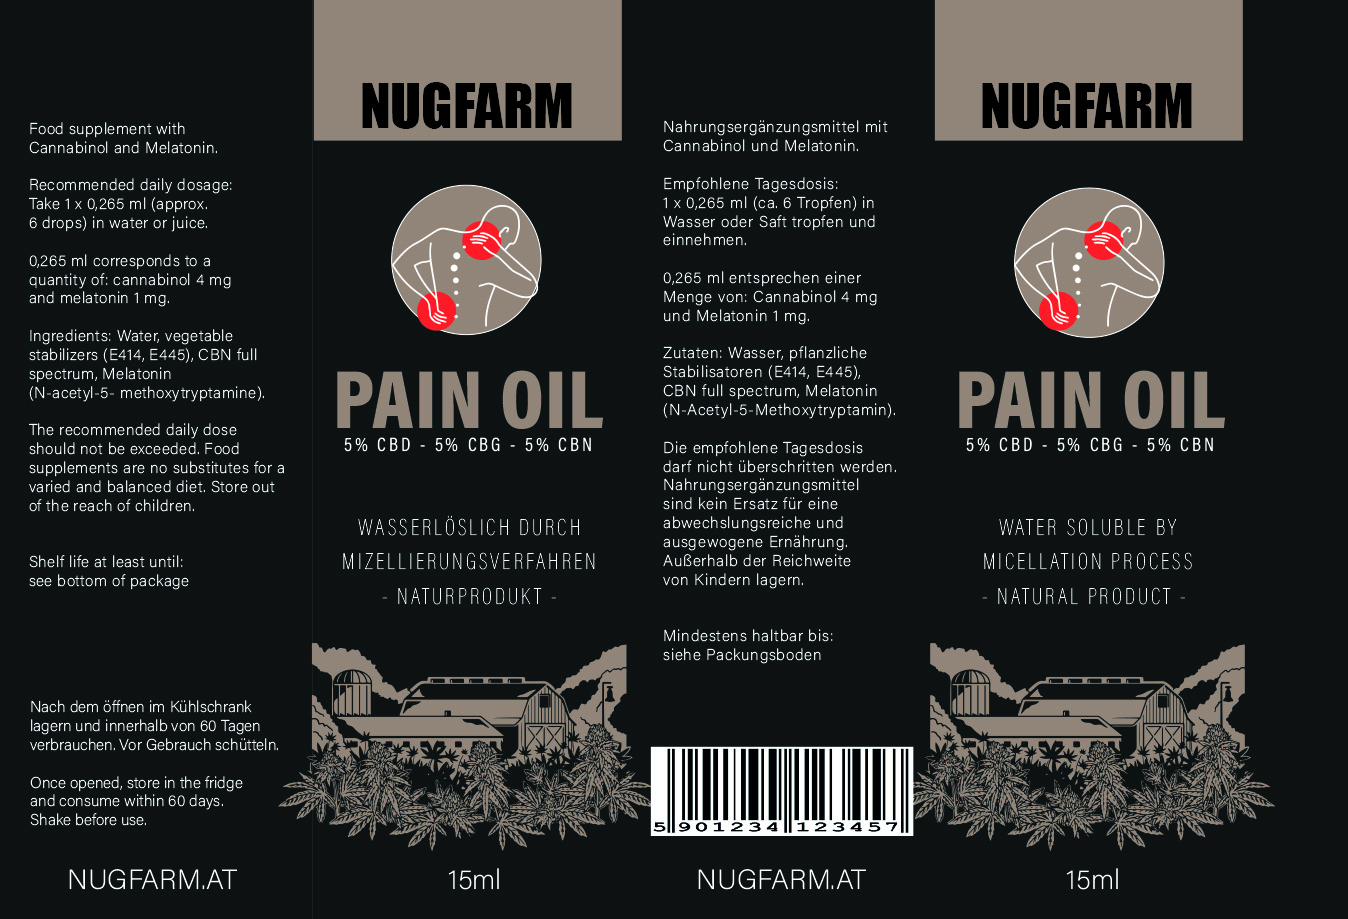 Food supplement with
Cannabinol and Melatonin.
Recommended daily dosage:
Take 1 x 0,265 ml (approx.
6 drops) in water or juice.
0,265 ml corresponds to a
quantity of: cannabinol 4 mg
and melatonin 1 mg.
Ingredients: Water, vegetable
stabilizers (E414, E445), CBN full
spectrum, Melatonin
(N-acetyl-5- methoxytryptamine).
The recommended daily dose
should not be exceeded. Food
supplements are no substitutes for a
varied and balanced diet. Store out
of the reach of children.
Shelf life at least until:
see bottom of package
Nach dem öffnen im Kühlschrank
lagern und innerhalb von 60 Tagen
verbrauchen. Vor Gebrauch schütteln.
Once opened, store in the fridge
and consume within 60 days.
Shake before use.
NUGFARM.AT
NUGFARM
PAIN OIL
5% CBD - 5% CBG - 5% CBN
WASSERLÖSLICH DURCH
MIZELLIERUNGSVERFAHREN
- NATURPRODUKT -
15ml
Nahrungsergänzungsmittel mit
Cannabinol und Melatonin.
Empfohlene Tagesdosis:
1 x 0,265 ml (ca. 6 Tropfen) in
Wasser oder Saft tropfen und
einnehmen.
0,265 ml entsprechen einer
Menge von: Cannabinol 4 mg
und Melatonin 1 mg.
Zutaten: Wasser, pflanzliche
Stabilisatoren (E414, E445),
CBN full spectrum, Melatonin
(N-Acetyl-5-Methoxytryptamin).
Die empfohlene Tagesdosis
darf nicht überschritten werden.
Nahrungsergänzungsmittel
sind kein Ersatz für eine
abwechslungsreiche und
ausgewogene Ernährung.
Außerhalb der Reichweite
von Kindern lagern.
Mindestens haltbar bis:
siehe Packungsboden
5 901234 123457
NUGFARM.AT
NUGFARM
PAIN OIL
5% CBD - 5% CBG - 5% CBN
WATER SOLUBLE BY
MICELLATION PROCESS
- NATURAL PRODUCT -
15ml